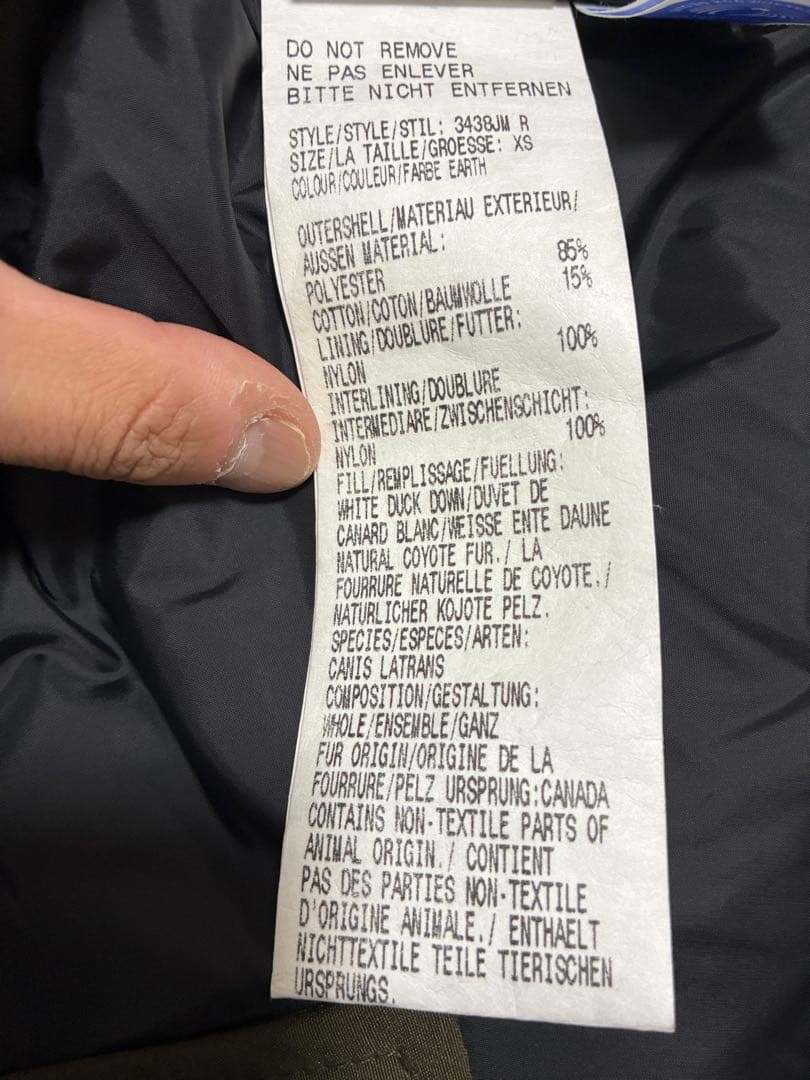 DO NOT REMOVE
NE PAS ENLEVER
BITTE NICHT ENTFERNEN
STYLE/STYLE/STIL: 3438JM R
SIZE/LA TAILLE/GROESSE: XS
COLOUR/COULEUR/FARBE EARTH
OUTERSHELL/MATERIAU EXTERIEUR/
AUSSEN MATERIAL:
POLYESTER 85%
COTTON/COTON/BAUMWOLLE 15%
LINING/DOUBLURE/FUTTER:
NYLON 100%
INTERLINING/DOUBLURE
INTERMEDIARE/ZWISCHENSCHICHT:
NYLON 100%
FILL/REMPLISSAGE/FUELLUNG:
WHITE DUCK DOWN/DUVET DE
CANARD BLANC/WEISSE ENTE DAUNE
NATURAL COYOTE FUR./ LA
FOURRURE NATURELLE DE COYOTE./
NATURLICHER KOJOTE PELZ.
SPECIES/ESPECES/ARTEN:
CANIS LATRANS
COMPOSITION/GESTALTUNG:
WHOLE/ENSEMBLE/GANZ
FUR ORIGIN/ORIGINE DE LA
FOURRURE/PELZ URSPRUNG:CANADA
CONTAINS NON-TEXTILE PARTS OF
ANIMAL ORIGIN./ CONTIENT
PAS DES PARTIES NON-TEXTILE
D'ORIGINE ANIMALE./ ENTHAELT
NICHTTEXTILE TEILE TIERISCHEN
URSPRUNGS.